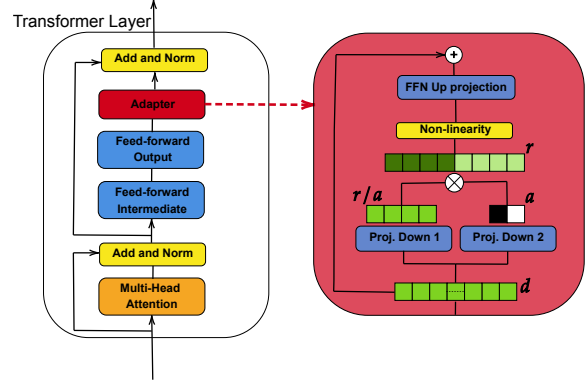 Transformer Layer
Add and Norm
Adapter
Feed-forward
Output
Feed-forward
Intermediate
Add and Norm
Multi-Head
Attention
+
FFN Up projection
Non-linearity
r
r/a
a
Proj. Down 1
Proj. Down 2
d